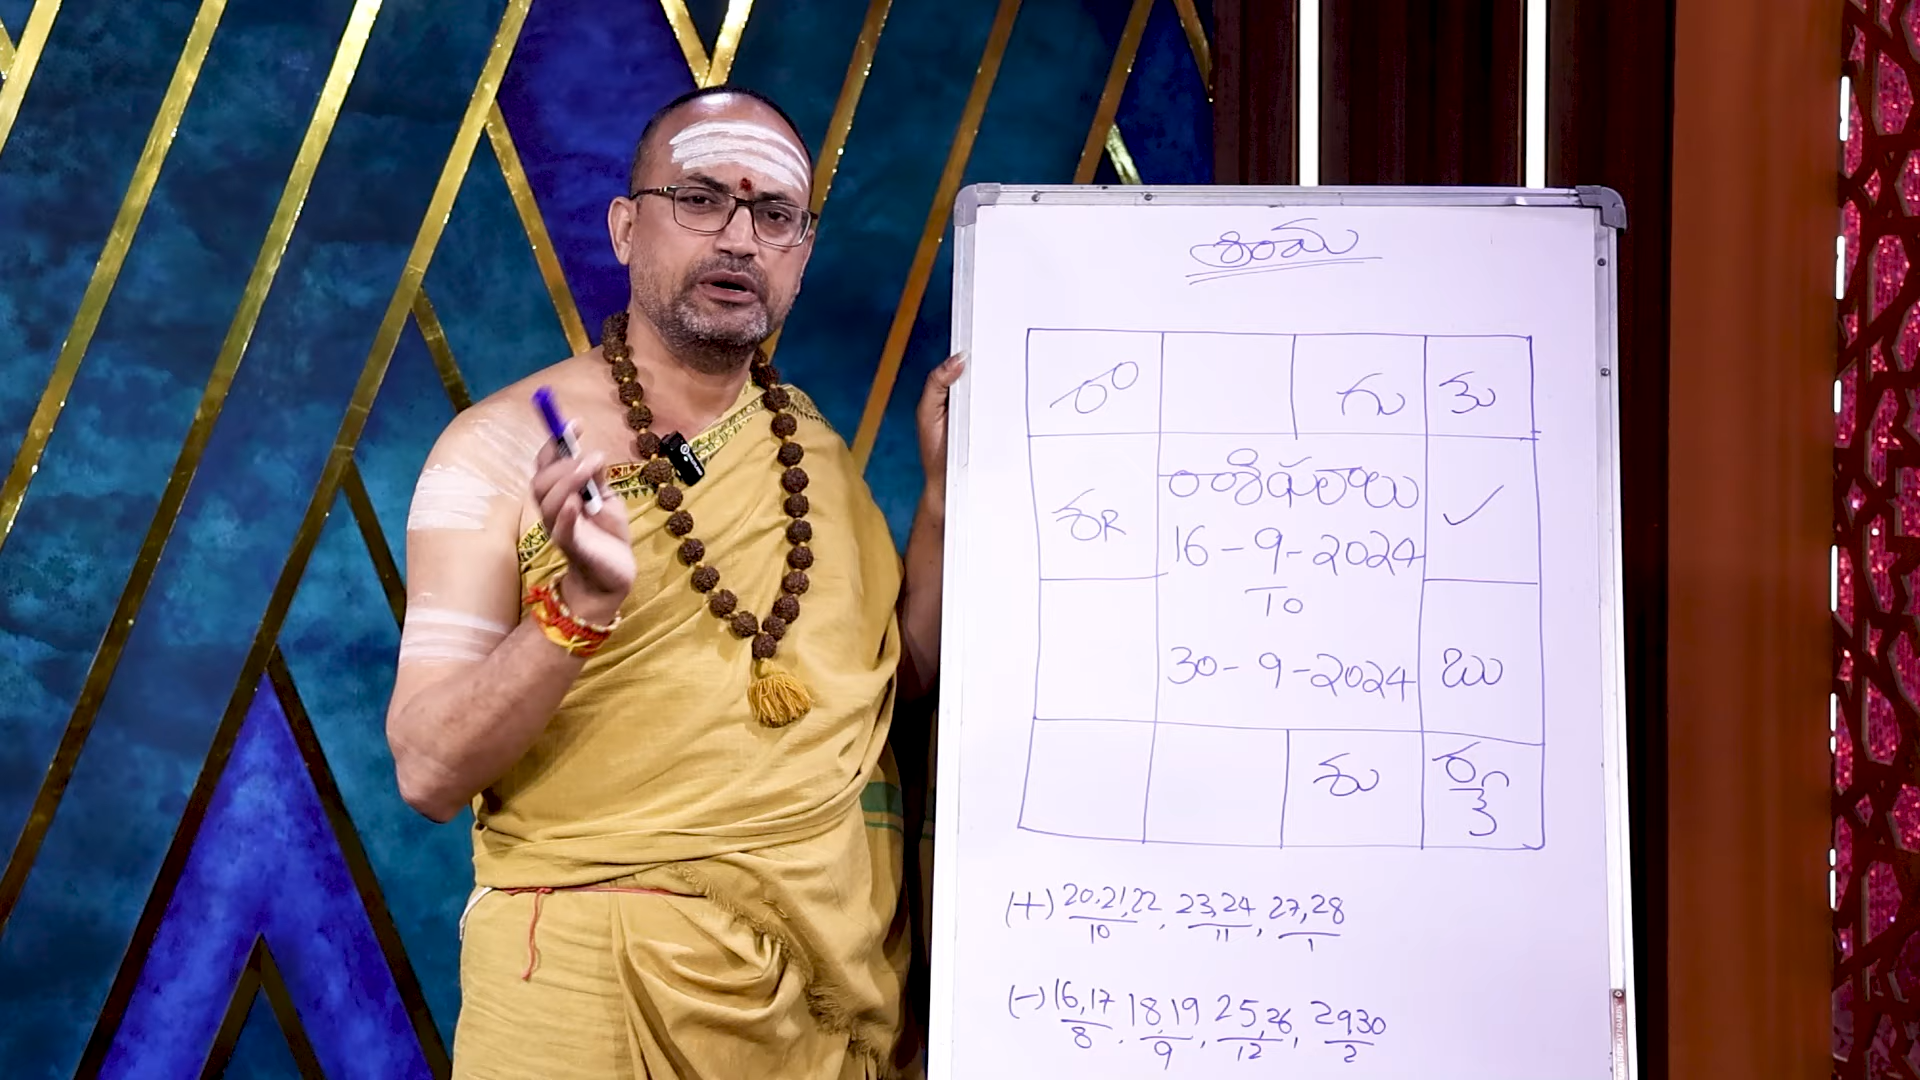 శ్రీరామ
రా గు కు
రాశిఫలాలు
శR ✓
16-9-2024
To
30-9-2024 బు
శు ర/కే
(+) 20,21,22/10, 23,24/11, 27,28/1
(-) 16,17/8, 18,19/9, 25,26/12, 29,30/2